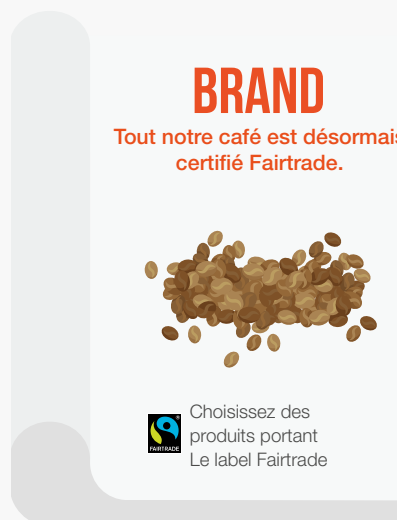 BRAND
Tout notre café est désormais
certifié Fairtrade.
Choisissez des
produits portant
Le label Fairtrade
FAIRTRADE
®